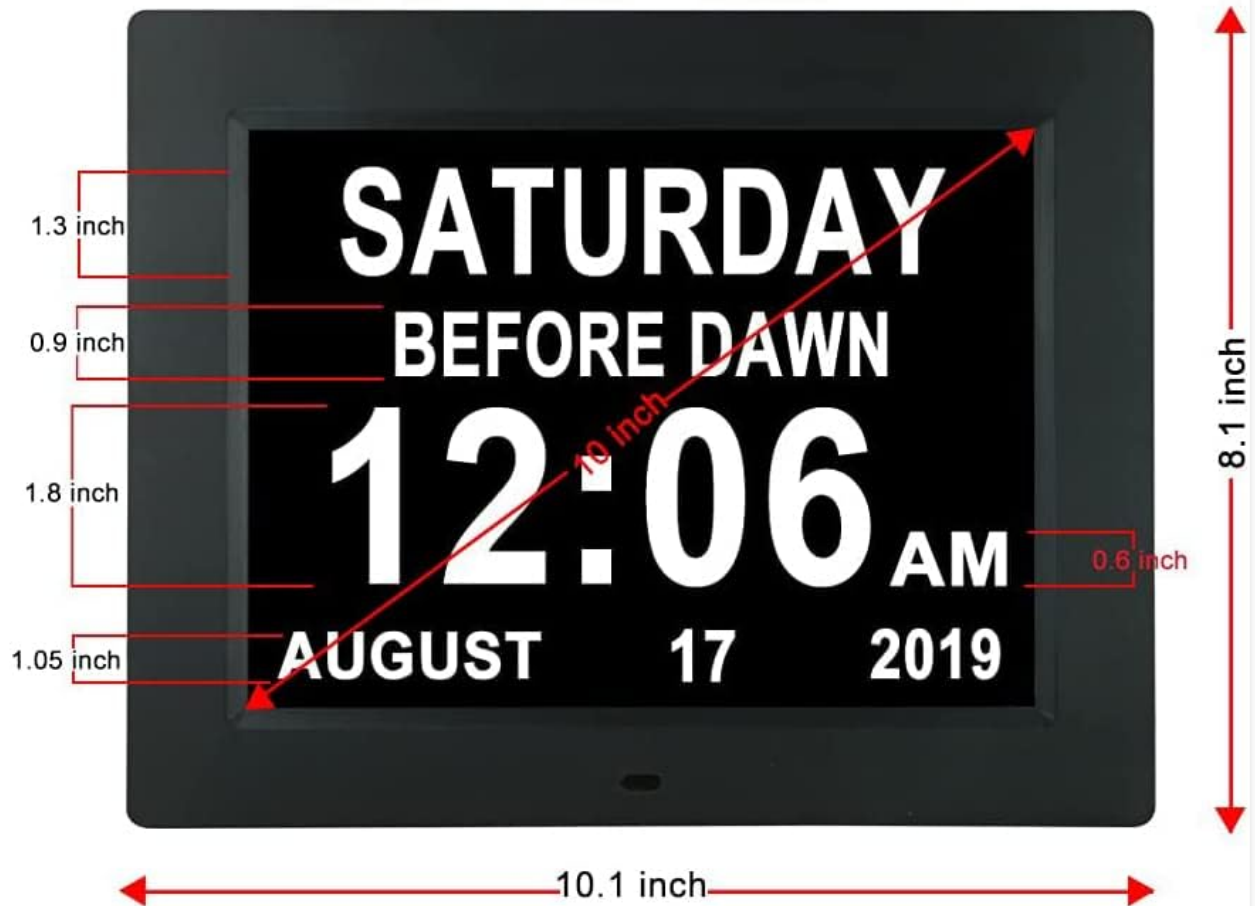 SATURDAY
1.3 inch
BEFORE DAWN
0.9 inch
10 inch
12:06 AM
1.8 inch
0.6 inch
AUGUST 17 2019
1.05 inch
8.1 inch
10.1 inch